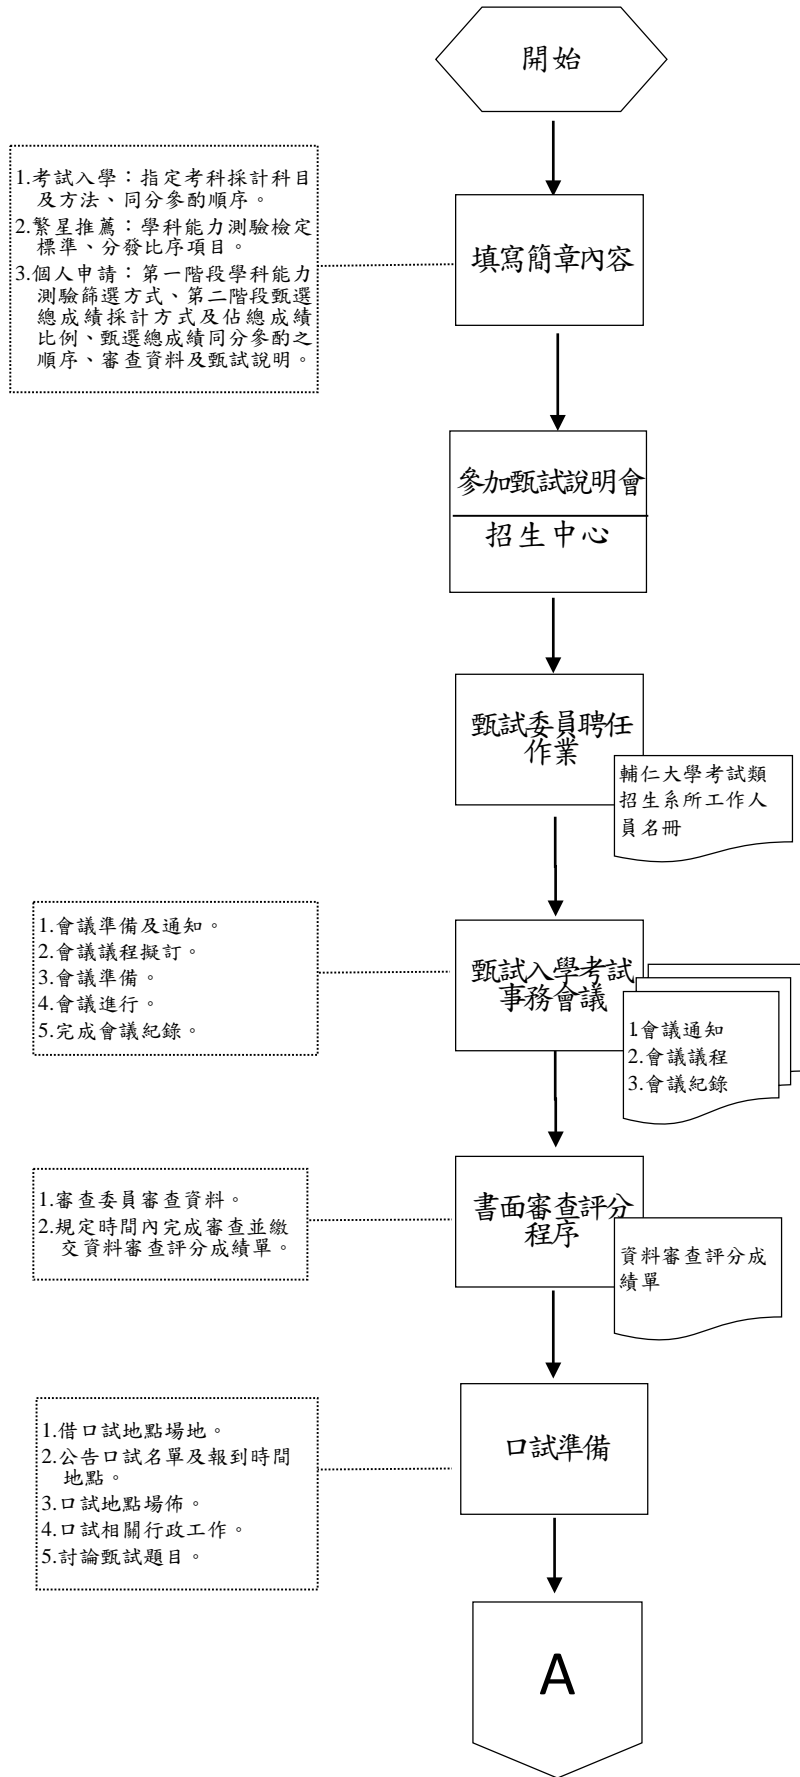 開始
1.考試入學：指定考科採計科目
及方法、同分參酌順序。
2.繁星推薦：學科能力測驗檢定
標準、分發比序項目。
3.個人申請：第一階段學科能力
測驗篩選方式、第二階段甄選
總成績採計方式及佔總成績
比例、甄選總成績同分參酌之
順序、審查資料及甄試說明。
填寫簡章內容
參加甄試說明會
招生中心
甄試委員聘任
作業
輔仁大學考試類
招生系所工作人
員名冊
1.會議準備及通知。
2.會議議程擬訂。
3.會議準備。
4.會議進行。
5.完成會議紀錄。
甄試入學考試
事務會議
1.會議通知
2.會議議程
3.會議紀錄
1.審查委員審查資料。
2.規定時間內完成審查並繳
交資料審查評分成績單。
書面審查評分
程序
資料審查評分成
績單
1.借口試地點場地。
2.公告口試名單及報到時間
地點。
3.口試地點場佈。
4.口試相關行政工作。
5.討論甄試題目。
口試準備
A